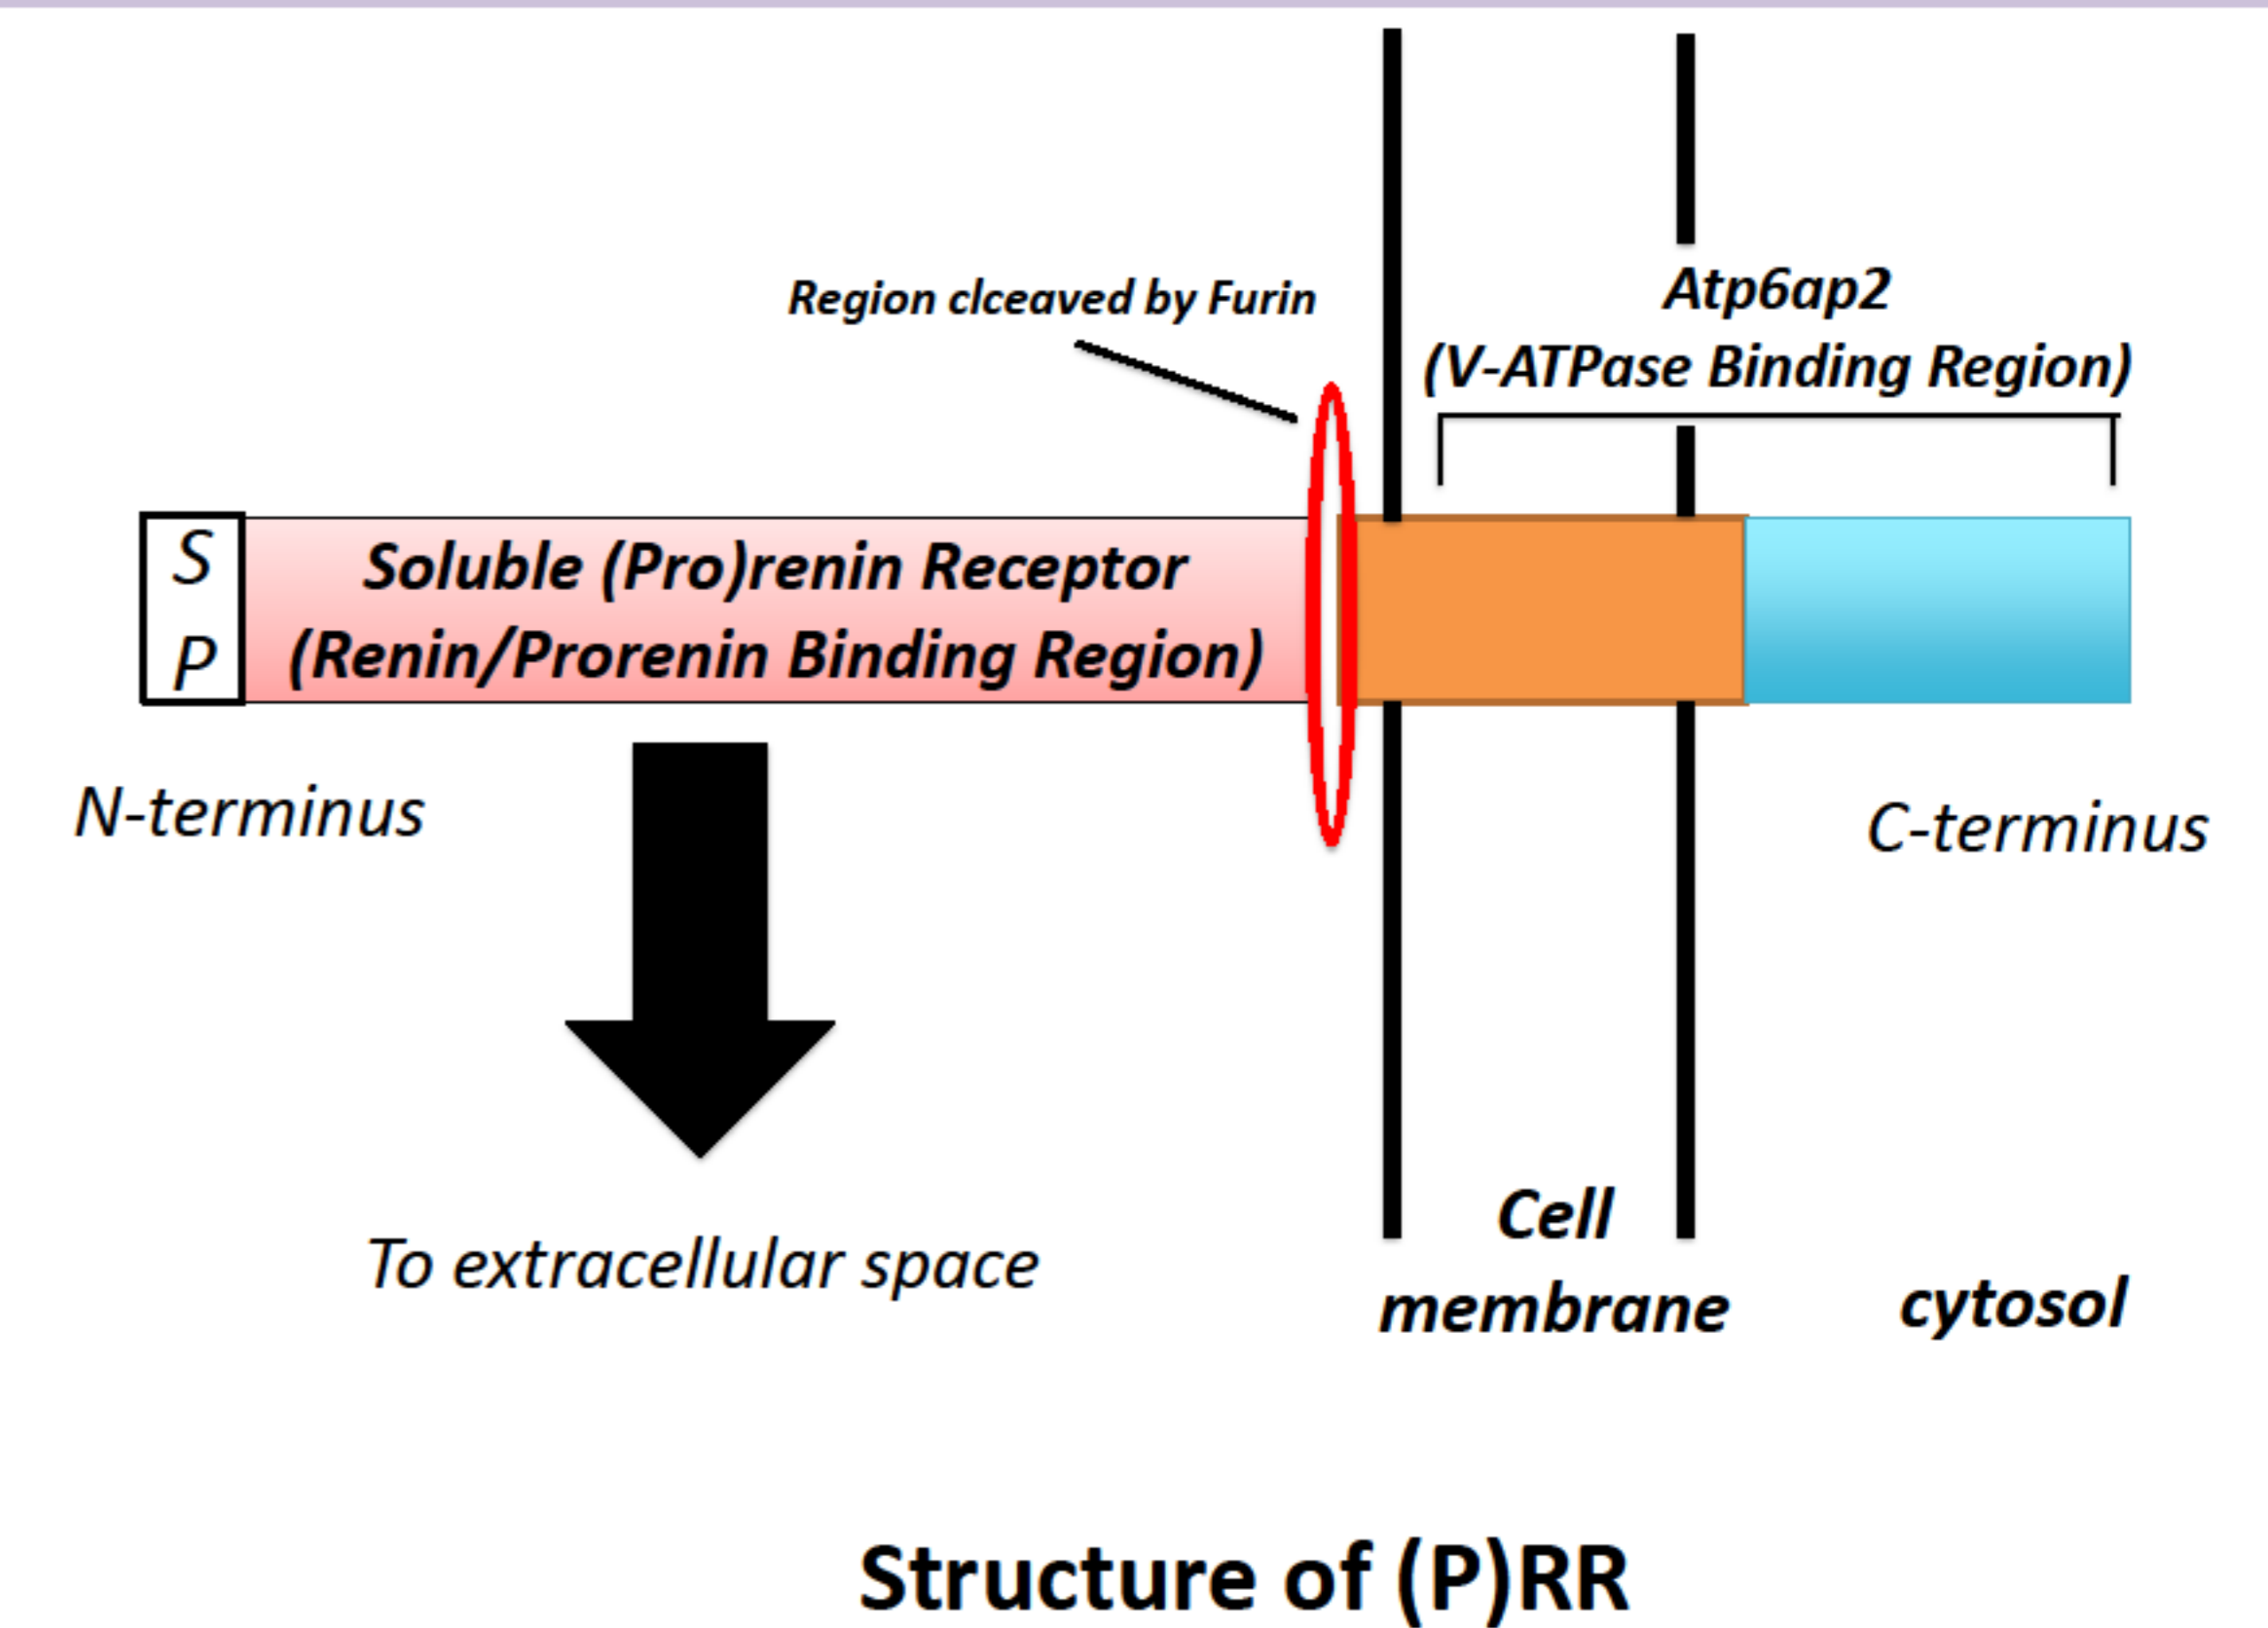 Region clceaved by Furin
Atp6ap2
(V-ATPase Binding Region)
S
P
Soluble (Pro)renin Receptor
(Renin/Prorenin Binding Region)
N-terminus
C-terminus
To extracellular space
Cell
membrane
cytosol
Structure of (P)RR